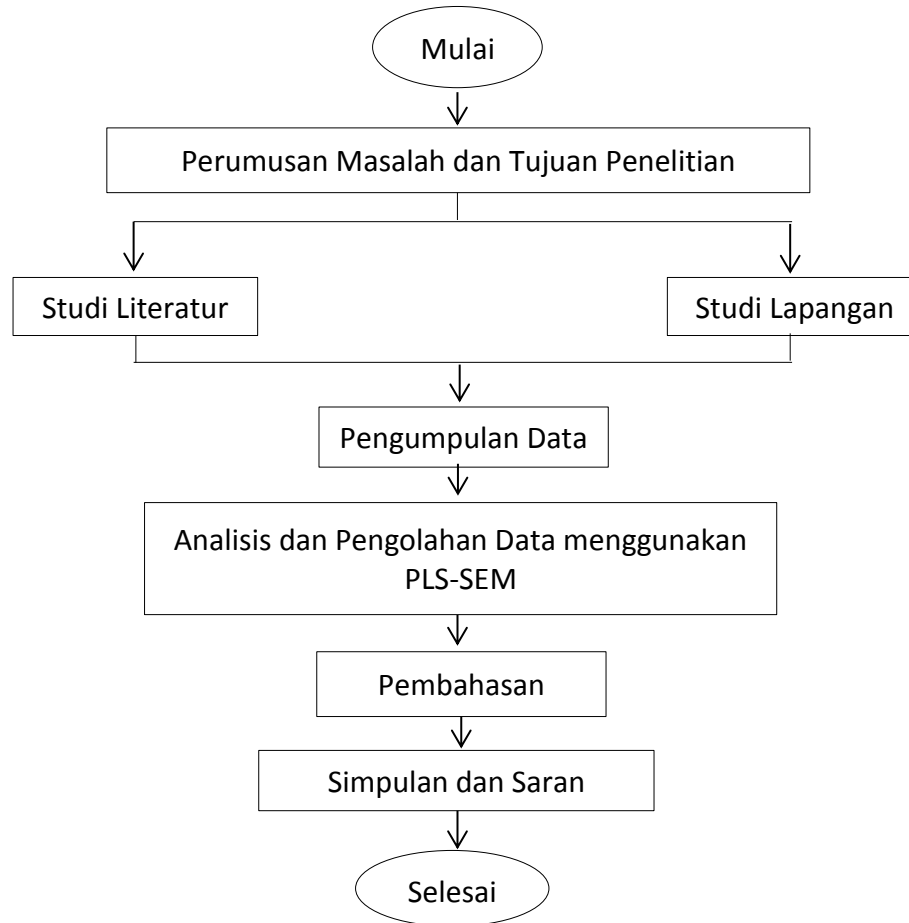 Mulai
Perumusan Masalah dan Tujuan Penelitian
Studi Literatur
Studi Lapangan
Pengumpulan Data
Analisis dan Pengolahan Data menggunakan
PLS-SEM
Pembahasan
Simpulan dan Saran
Selesai